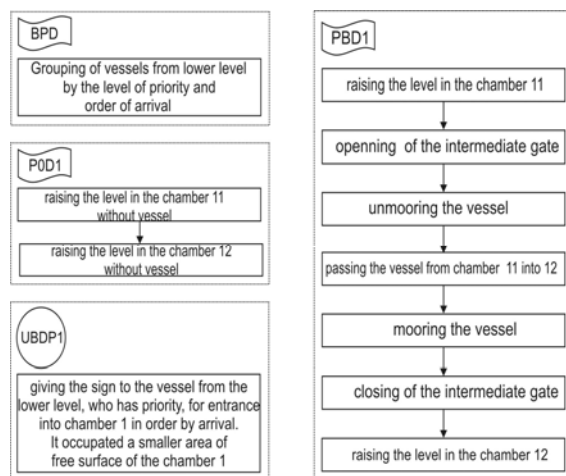 BPD
Grouping of vessels from lower level
by the level of priority and
order of arrival
P0D1
raising the level in the chamber 11
without vessel
raising the level in the chamber 12
without vessel
UBDP1
giving the sign to the vessel from the
lower level, who has priority, for entrance
into chamber 1 in order by arrival.
It occupated a smaller area of
free surface of the chamber 1
PBD1
raising the level in the chamber 11
openning of the intermediate gate
unmooring the vessel
passing the vessel from chamber 11 into 12
mooring the vessel
closing of the intermediate gate
raising the level in the chamber 12